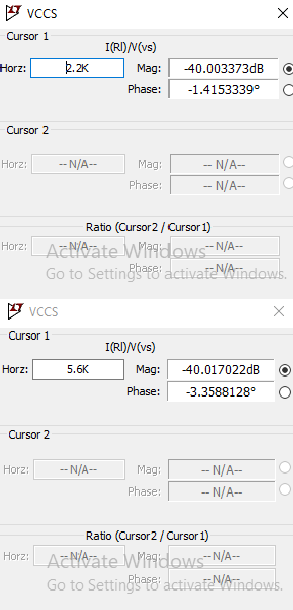 VCCS
Cursor 1
I(Rl)/V(vs)
Horz: 2.2K Mag: -40.003373dB
Phase: -1.4153339°
Cursor 2
Horz: -- N/A-- Mag: -- N/A--
Phase: -- N/A--
Ratio (Cursor2 / Cursor1)
Horz: -- N/A-- Mag: -- N/A--
Phase: -- N/A--
Activate Windows
Go to Settings to activate Windows.
VCCS
Cursor 1
I(Rl)/V(vs)
Horz: 5.6K Mag: -40.017022dB
Phase: -3.3588128°
Cursor 2
Horz: -- N/A-- Mag: -- N/A--
Phase: -- N/A--
Ratio (Cursor2 / Cursor1)
Horz: -- N/A-- Mag: -- N/A--
Phase: -- N/A--
Activate Windows
Go to Settings to activate Windows.